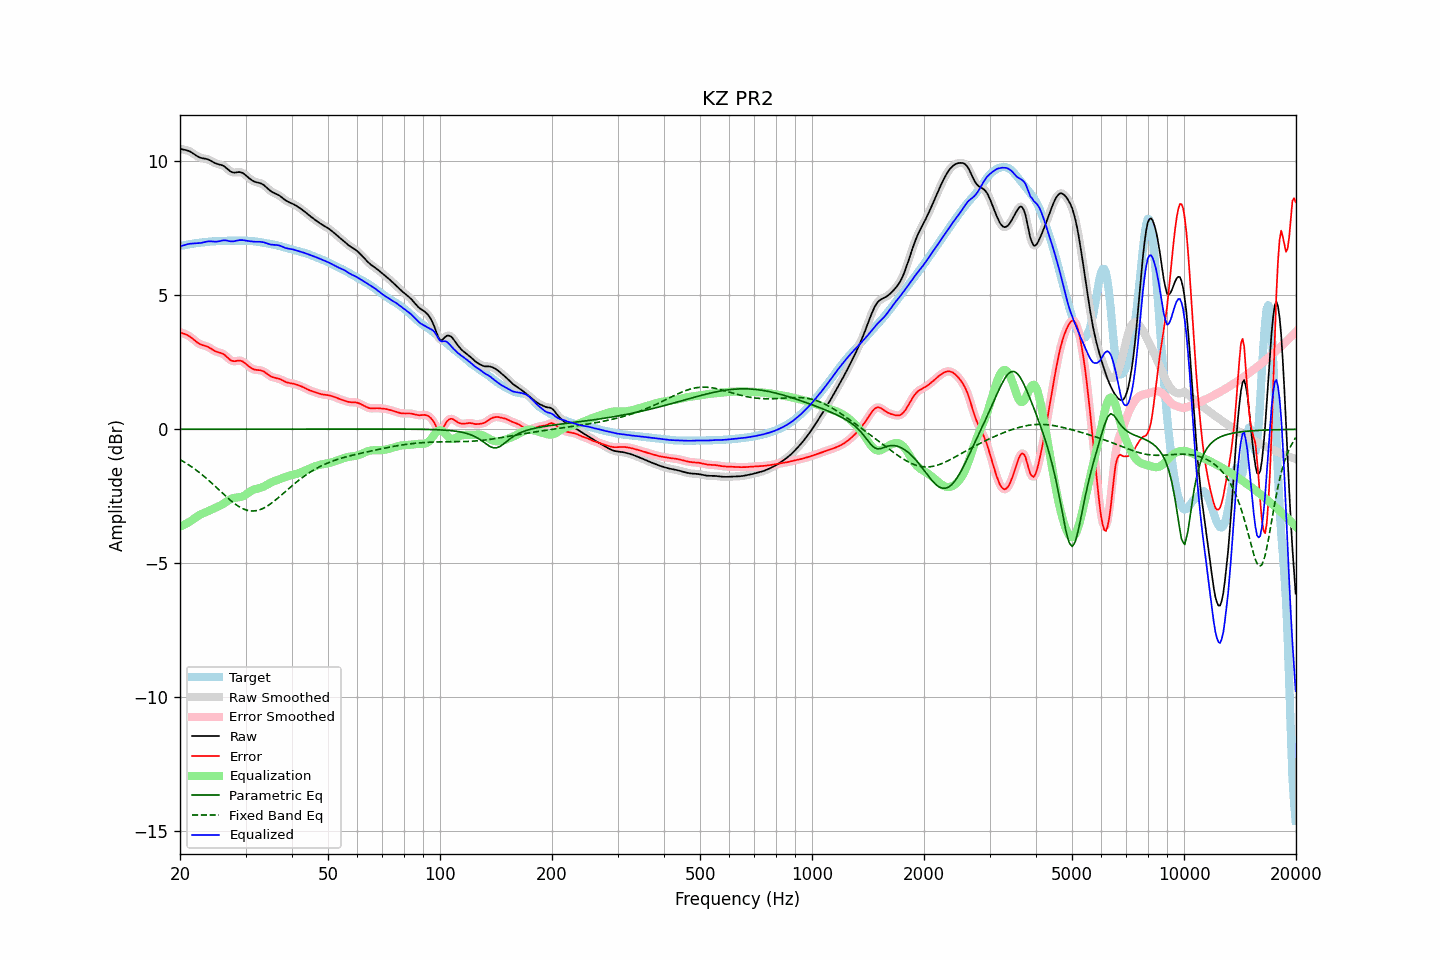 KZ PR2
Amplitude (dBr)
10
5
0
−5
−10
−15
Target
Raw Smoothed
Error Smoothed
Raw
Error
Equalization
Parametric Eq
Fixed Band Eq
Equalized
20 50 100 200 500 1000 2000 5000 10000 20000
Frequency (Hz)